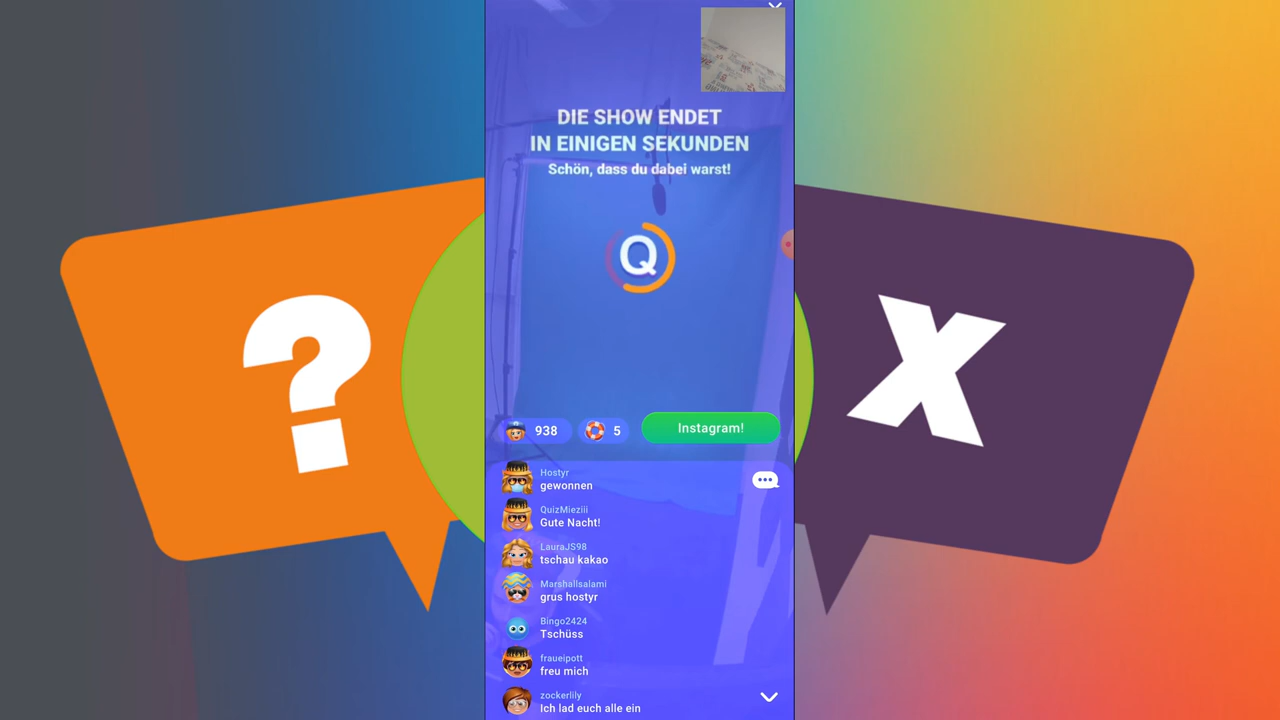 DIE SHOW ENDET
IN EINIGEN SEKUNDEN
Schön, dass du dabei warst!
Q
938
5
Instagram!
Hostyr
gewonnen
QuizMieziii
Gute Nacht!
LauraJS98
tschau kakao
Marshallsalami
grus hostyr
Bingo2424
Tschüss
fraueipott
freu mich
zockerlily
Ich lad euch alle ein
?
X